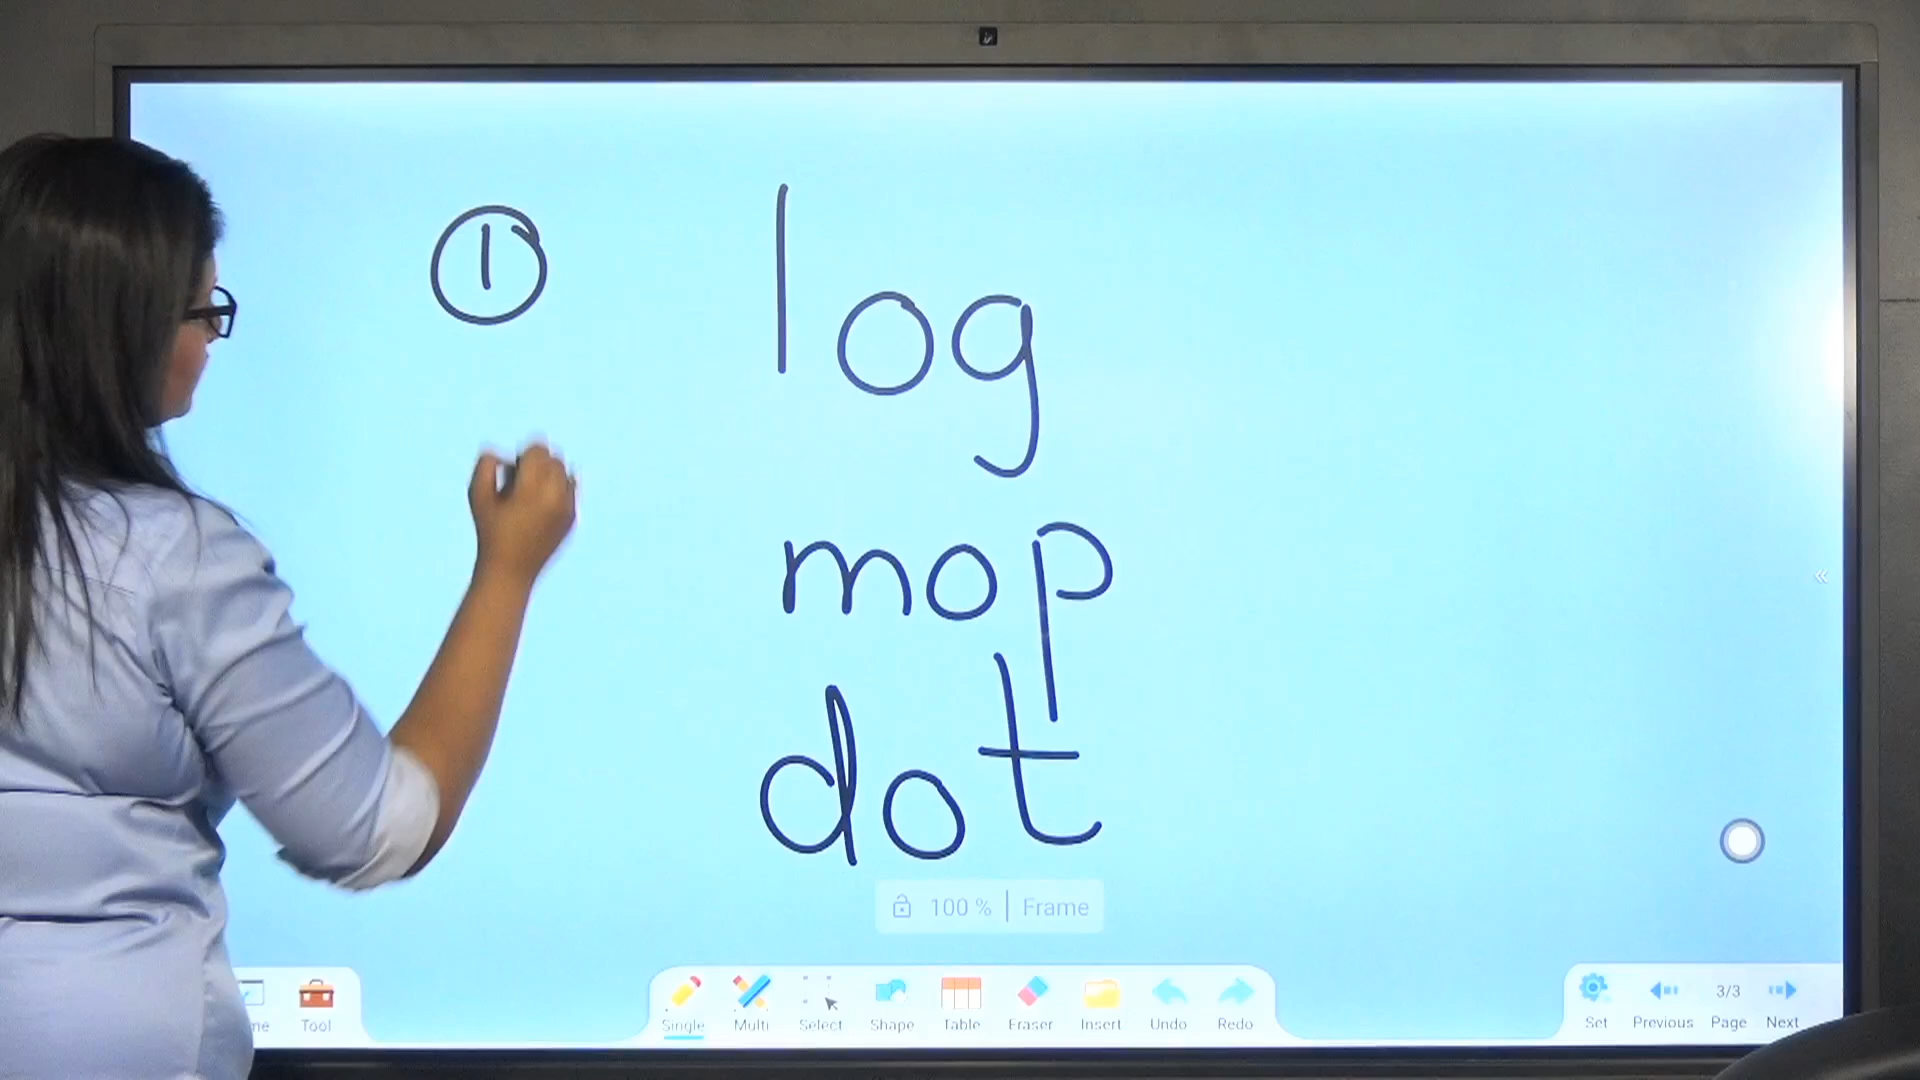 ① log
mop
dot
100 % | Frame
Tool
Single Multi Select Shape Table Eraser Insert Undo Redo
3/3
Set Previous Page Next